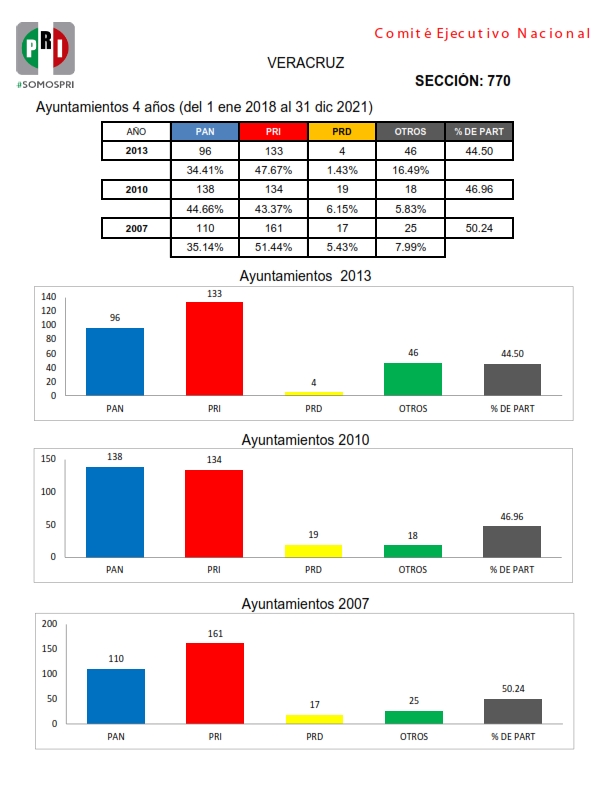 Comité Ejecutivo Nacional
PRI
#SOMOSPRI
VERACRUZ
SECCIÓN: 770
Ayuntamientos 4 años (del 1 ene 2018 al 31 dic 2021)
AÑO PAN PRI PRD OTROS % DE PART
2013 96 133 4 46 44.50
34.41% 47.67% 1.43% 16.49%
2010 138 134 19 18 46.96
44.66% 43.37% 6.15% 5.83%
2007 110 161 17 25 50.24
35.14% 51.44% 5.43% 7.99%
Ayuntamientos 2013
140
120
100
80
60
40
20
0
96 133 4 46 44.50
PAN PRI PRD OTROS % DE PART
Ayuntamientos 2010
150
100
50
0
138 134 19 18 46.96
PAN PRI PRD OTROS % DE PART
Ayuntamientos 2007
200
150
100
50
0
110 161 17 25 50.24
PAN PRI PRD OTROS % DE PART